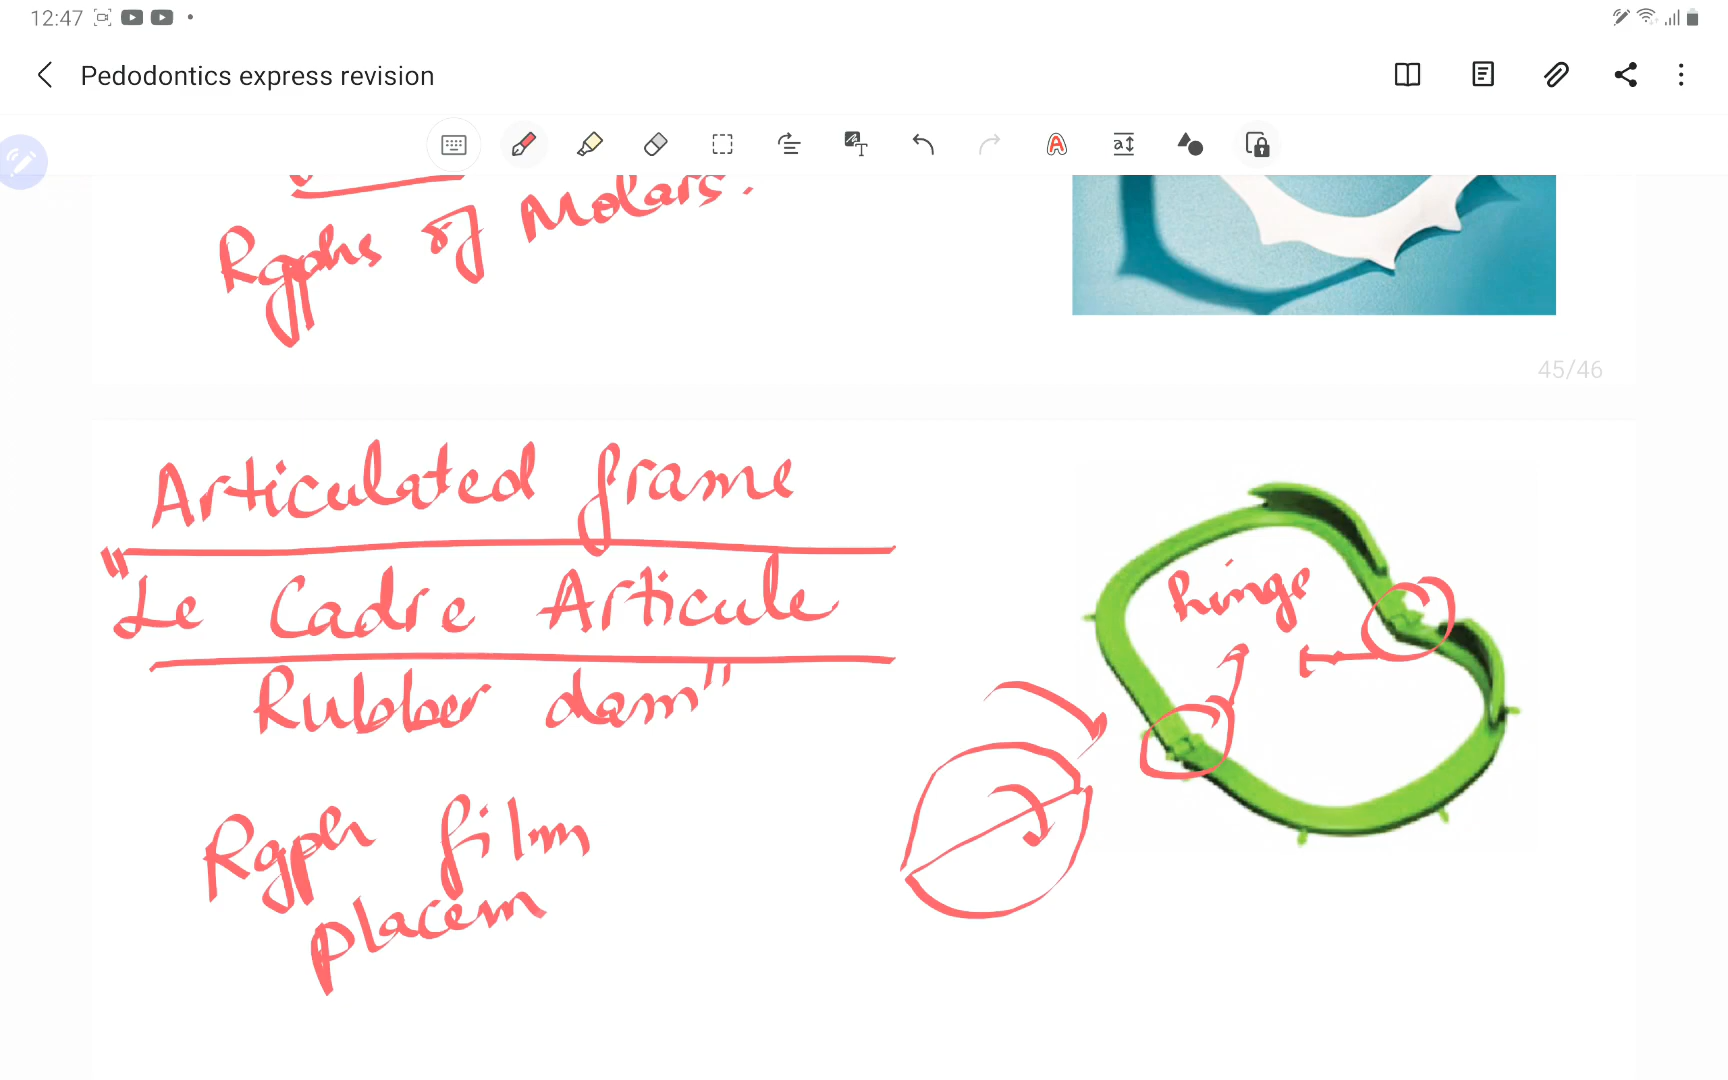 12:47
Pedodontics express revision
Rgphs of Molars.
45/46
Articulated frame
"Le Cadre Articule
Rubber dam"
hinge
Rgph film
placem